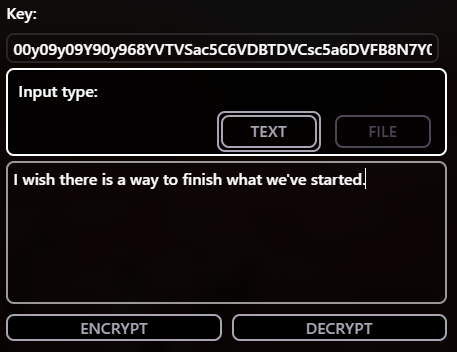 Key:
00y09y09Y90y968YVTVSac5C6VDBTDVCsc5a6DVFB8N7Y0
Input type:
TEXT
FILE
I wish there is a way to finish what we've started.
ENCRYPT
DECRYPT